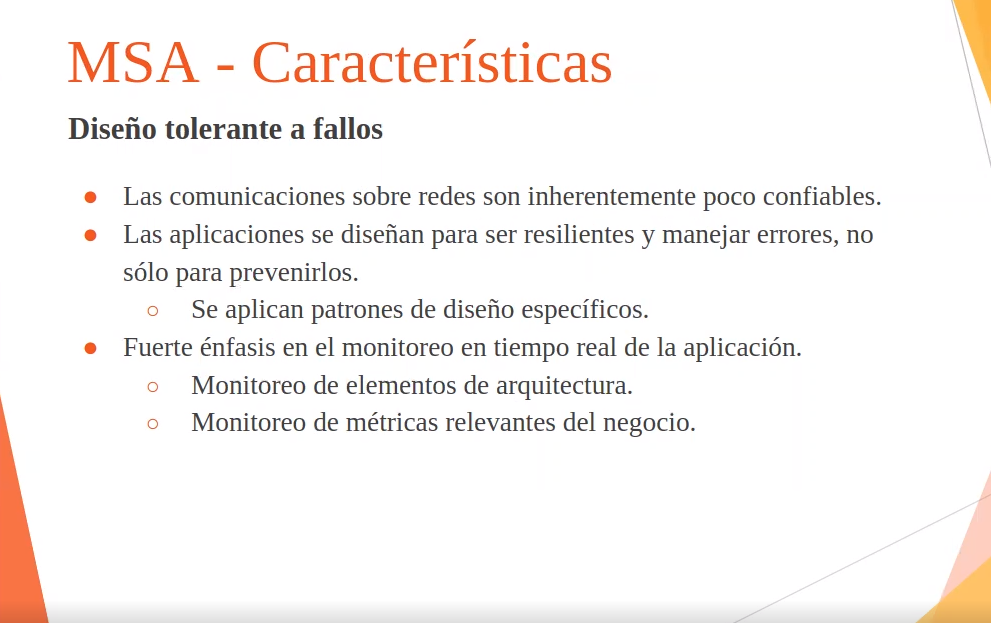 MSA - Características
Diseño tolerante a fallos
● Las comunicaciones sobre redes son inherentemente poco confiables.
● Las aplicaciones se diseñan para ser resilientes y manejar errores, no
sólo para prevenirlos.
○ Se aplican patrones de diseño específicos.
● Fuerte énfasis en el monitoreo en tiempo real de la aplicación.
○ Monitoreo de elementos de arquitectura.
○ Monitoreo de métricas relevantes del negocio.